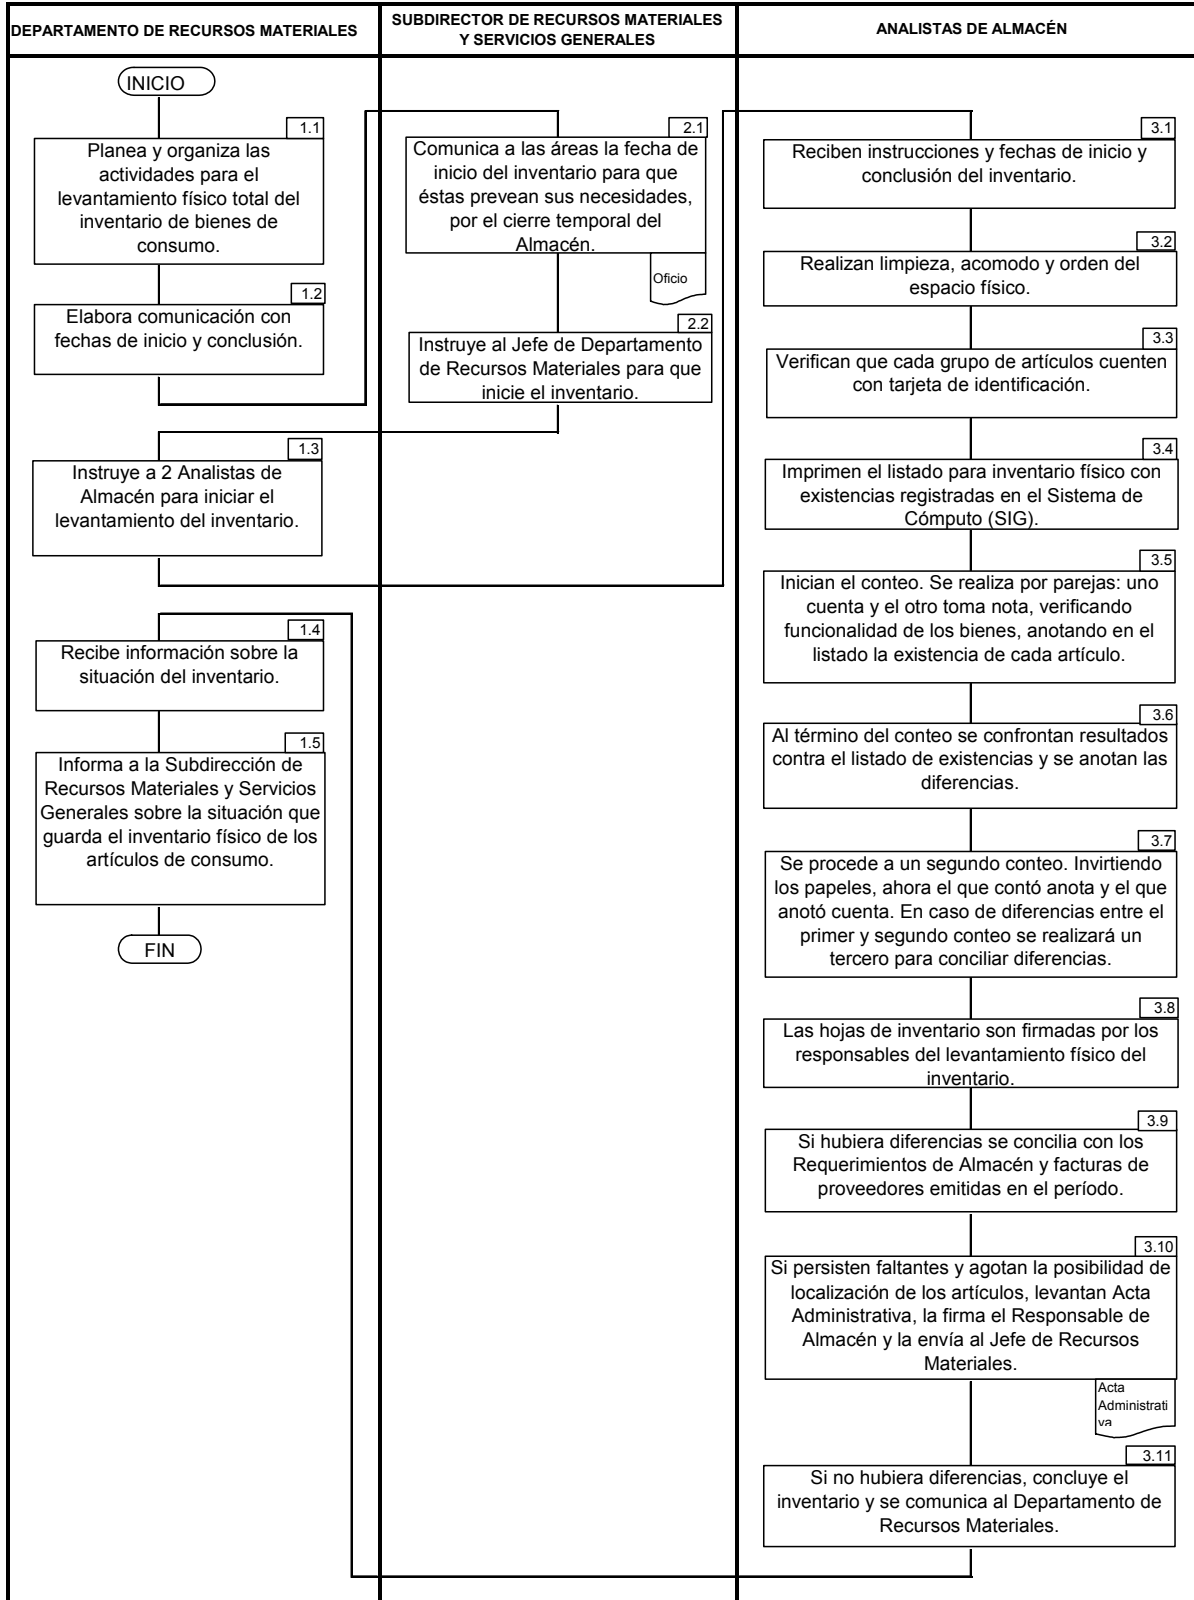 DEPARTAMENTO DE RECURSOS MATERIALES
SUBDIRECTOR DE RECURSOS MATERIALES
Y SERVICIOS GENERALES
ANALISTAS DE ALMACÉN
INICIO
1.1
Planea y organiza las
actividades para el
levantamiento físico total del
inventario de bienes de
consumo.
1.2
Elabora comunicación con
fechas de inicio y conclusión.
2.1
Comunica a las áreas la fecha de
inicio del inventario para que
éstas prevean sus necesidades,
por el cierre temporal del
Almacén.
Oficio
2.2
Instruye al Jefe de Departamento
de Recursos Materiales para que
inicie el inventario.
1.3
Instruye a 2 Analistas de
Almacén para iniciar el
levantamiento del inventario.
3.1
Reciben instrucciones y fechas de inicio y
conclusión del inventario.
3.2
Realizan limpieza, acomodo y orden del
espacio físico.
3.3
Verifican que cada grupo de artículos cuenten
con tarjeta de identificación.
3.4
Imprimen el listado para inventario físico con
existencias registradas en el Sistema de
Cómputo (SIG).
3.5
Inician el conteo. Se realiza por parejas: uno
cuenta y el otro toma nota, verificando
funcionalidad de los bienes, anotando en el
listado la existencia de cada artículo.
3.6
Al término del conteo se confrontan resultados
contra el listado de existencias y se anotan las
diferencias.
3.7
Se procede a un segundo conteo. Invirtiendo
los papeles, ahora el que contó anota y el que
anotó cuenta. En caso de diferencias entre el
primer y segundo conteo se realizará un
tercero para conciliar diferencias.
3.8
Las hojas de inventario son firmadas por los
responsables del levantamiento físico del
inventario.
3.9
Si hubiera diferencias se concilia con los
Requerimientos de Almacén y facturas de
proveedores emitidas en el período.
3.10
Si persisten faltantes y agotan la posibilidad de
localización de los artículos, levantan Acta
Administrativa, la firma el Responsable de
Almacén y la envía al Jefe de Recursos
Materiales.
Acta
Administrati
va
3.11
Si no hubiera diferencias, concluye el
inventario y se comunica al Departamento de
Recursos Materiales.
1.4
Recibe información sobre la
situación del inventario.
1.5
Informa a la Subdirección de
Recursos Materiales y Servicios
Generales sobre la situación que
guarda el inventario físico de los
artículos de consumo.
FIN